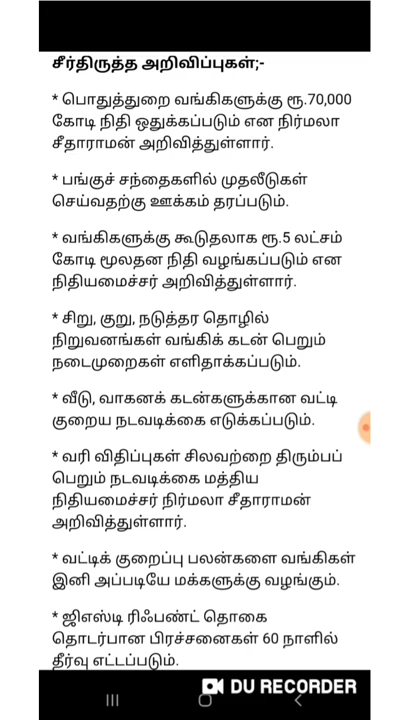 சீர்திருத்த அறிவிப்புகள்;-
* பொதுத்துறை வங்கிகளுக்கு ரூ.70,000
கோடி நிதி ஒதுக்கப்படும் என நிர்மலா
சீதாராமன் அறிவித்துள்ளார்.
* பங்குச் சந்தைகளில் முதலீடுகள்
செய்வதற்கு ஊக்கம் தரப்படும்.
* வங்கிகளுக்கு கூடுதலாக ரூ.5 லட்சம்
கோடி மூலதன நிதி வழங்கப்படும் என
நிதியமைச்சர் அறிவித்துள்ளார்.
* சிறு, குறு, நடுத்தர தொழில்
நிறுவனங்கள் வங்கிக் கடன் பெறும்
நடைமுறைகள் எளிதாக்கப்படும்.
* வீடு, வாகனக் கடன்களுக்கான வட்டி
குறைய நடவடிக்கை எடுக்கப்படும்.
* வரி விதிப்புகள் சிலவற்றை திரும்பப்
பெறும் நடவடிக்கை மத்திய
நிதியமைச்சர் நிர்மலா சீதாராமன்
அறிவித்துள்ளார்.
* வட்டிக் குறைப்பு பலன்களை வங்கிகள்
இனி அப்படியே மக்களுக்கு வழங்கும்.
* ஜிஎஸ்டி ரிஃபண்ட் தொகை
தொடர்பான பிரச்சனைகள் 60 நாளில்
தீர்வு எட்டப்படும்.
DU RECORDER